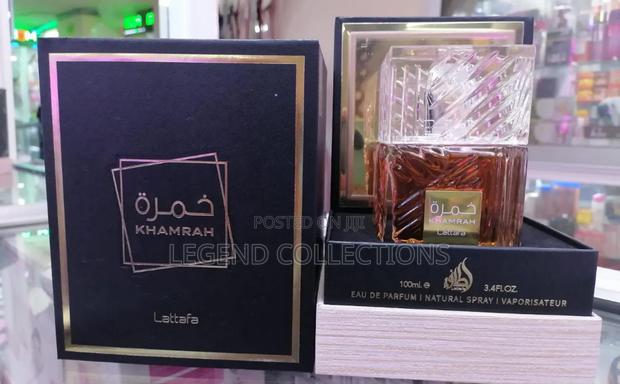 خمرة
KHAMRAH
Lattafa
خمرة
KHAMRAH
Lattafa
100ml. e 3.4FL.OZ.
EAU DE PARFUM I NATURAL SPRAY I VAPORISATEUR
POSTED ON JIJI
LEGEND COLLECTIONS